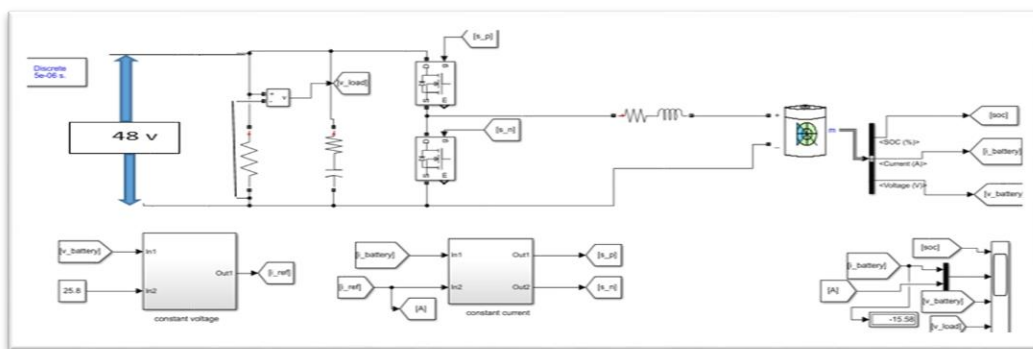 [s_p]
Discrete
5e-06 s.
[v_load]
48 v
[s_n]
m
<SOC (%)>
<Current (A)>
<Voltage (V)>
[soc]
[i_battery]
[v_battery]
[v_battery]
25.8
In1
In2
Out1
[i_ref]
constant voltage
[i_battery]
[i_ref]
[A]
In1
In2
Out1
Out2
[s_p]
[s_n]
constant current
[soc]
[i_battery]
[A]
[v_battery]
-15.58
[v_load]